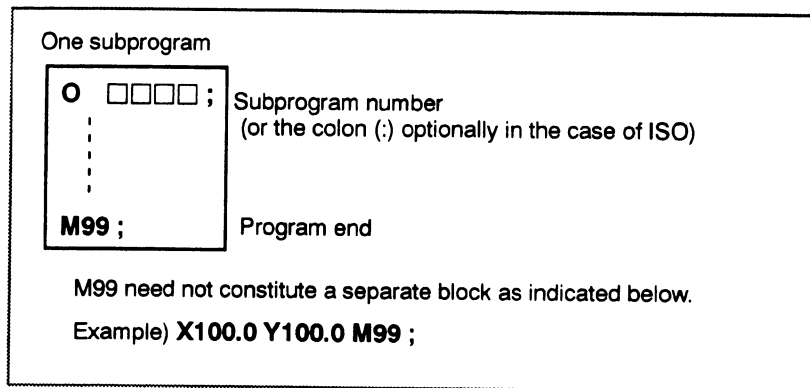 One subprogram
O □□□□ ; Subprogram number
(or the colon (:) optionally in the case of ISO)
M99 ; Program end
M99 need not constitute a separate block as indicated below.
Example) X100.0 Y100.0 M99 ;